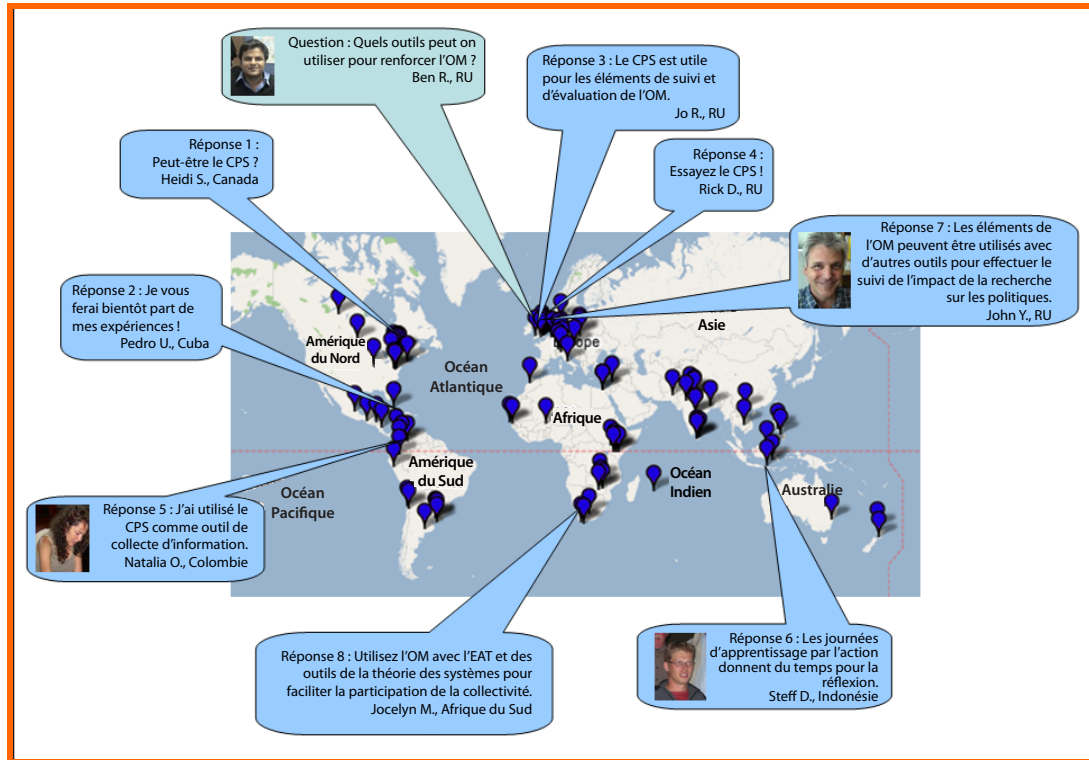 Question : Quels outils peut on
utiliser pour renforcer l'OM ?
Ben R., RU
Réponse 3 : Le CPS est utile
pour les éléments de suivi et
d'évaluation de l'OM.
Jo R., RU
Réponse 1 :
Peut-être le CPS ?
Heidi S., Canada
Réponse 4 :
Essayez le CPS !
Rick D., RU
Réponse 7 : Les éléments de
l'OM peuvent être utilisés avec
d'autres outils pour effectuer le
suivi de l'impact de la recherche
sur les politiques.
John Y., RU
Réponse 2 : Je vous
ferai bientôt part de
mes expériences !
Pedro U., Cuba
Amérique
du Nord
Océan
Atlantique
Europe
Asie
Afrique
Amérique
du Sud
Océan
Pacifique
Océan
Indien
Australie
Réponse 5 : J'ai utilisé le
CPS comme outil de
collecte d'information.
Natalia O., Colombie
Réponse 8 : Utilisez l'OM avec l'EAT et des
outils de la théorie des systèmes pour
faciliter la participation de la collectivité.
Jocelyn M., Afrique du Sud
Réponse 6 : Les journées
d'apprentissage par l'action
donnent du temps pour la
réflexion.
Steff D., Indonésie